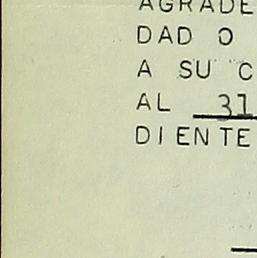 AGRADE
DAD O
A SU C
AL 31
DIENTE